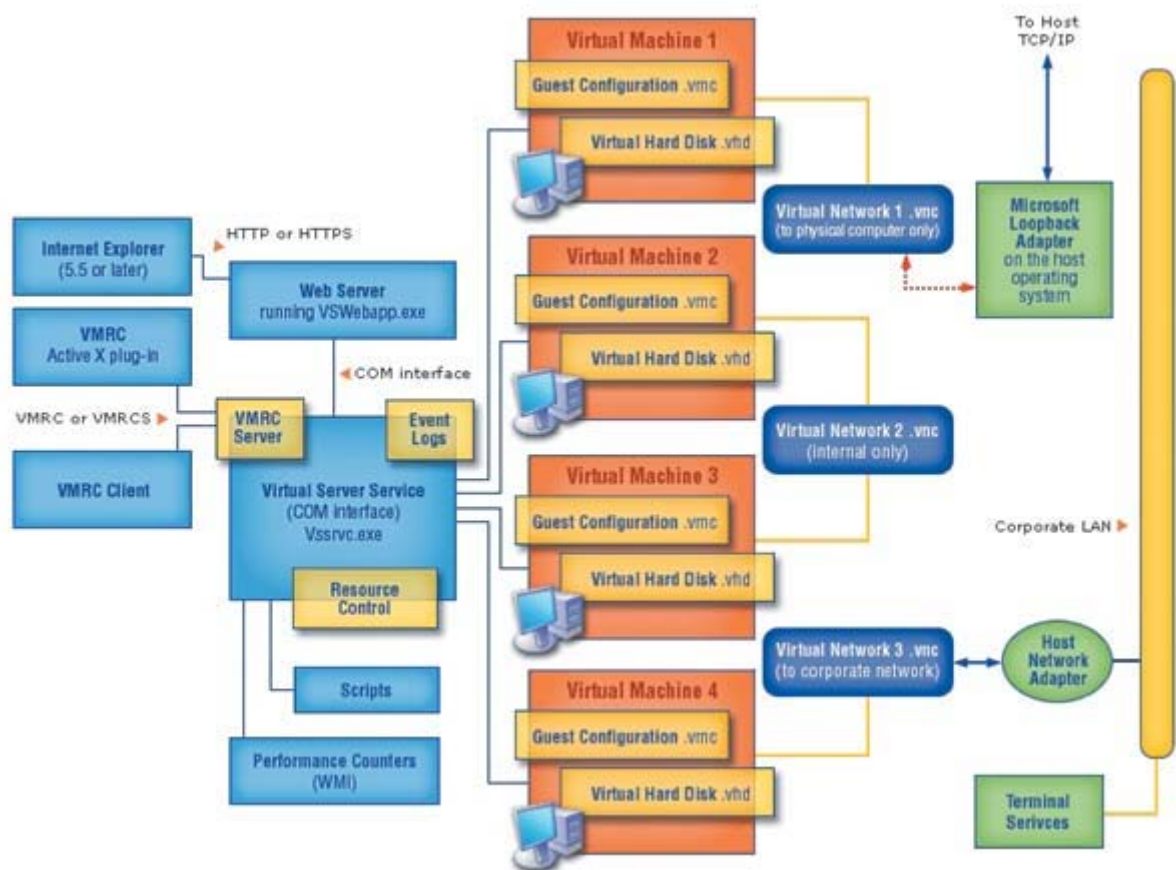 Virtual Machine 1
Guest Configuration .vmc
Virtual Hard Disk .vhd
To Host
TCP/IP
Virtual Network 1 .vnc
(to physical computer only)
Microsoft
Loopback
Adapter
on the host
operating
system
HTTP or HTTPS
Internet Explorer
(5.5 or later)
Web Server
running VSWebapp.exe
VMRC
Active X plug-in
COM interface
VMRC or VMRCS
VMRC
Server
Event
Logs
VMRC Client
Virtual Server Service
(COM interface)
Vssrvc.exe
Resource
Control
Scripts
Performance Counters
(WMI)
Virtual Machine 2
Guest Configuration .vmc
Virtual Hard Disk .vhd
Virtual Network 2 .vnc
(internal only)
Virtual Machine 3
Guest Configuration .vmc
Virtual Hard Disk .vhd
Corporate LAN
Virtual Network 3 .vnc
(to corporate network)
Host
Network
Adapter
Virtual Machine 4
Guest Configuration .vmc
Virtual Hard Disk .vhd
Terminal
Serivces